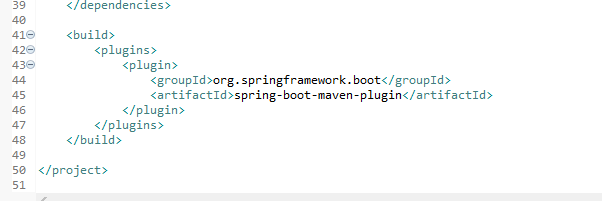 39 </dependencies>
40
41 <build>
42 <plugins>
43 <plugin>
44 <groupId>org.springframework.boot</groupId>
45 <artifactId>spring-boot-maven-plugin</artifactId>
46 </plugin>
47 </plugins>
48 </build>
49
50 </project>
51